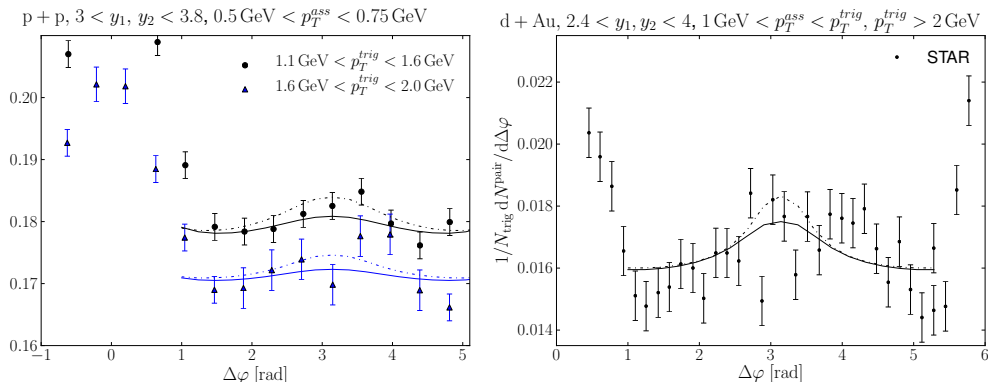 p + p, 3 < y₁, y₂ < 3.8, 0.5 GeV < p_T^{ass} < 0.75 GeV
1.1 GeV < p_T^{trig} < 1.6 GeV
1.6 GeV < p_T^{trig} < 2.0 GeV
0.20
0.19
0.18
0.17
0.16
−1 0 1 2 3 4 5
Δφ [rad]
d + Au, 2.4 < y₁, y₂ < 4, 1 GeV < p_T^{ass} < p_T^{trig}, p_T^{trig} > 2 GeV
STAR
1/N_{trig} dN^{pair}/dΔφ
0.022
0.020
0.018
0.016
0.014
0 1 2 3 4 5 6
Δφ [rad]